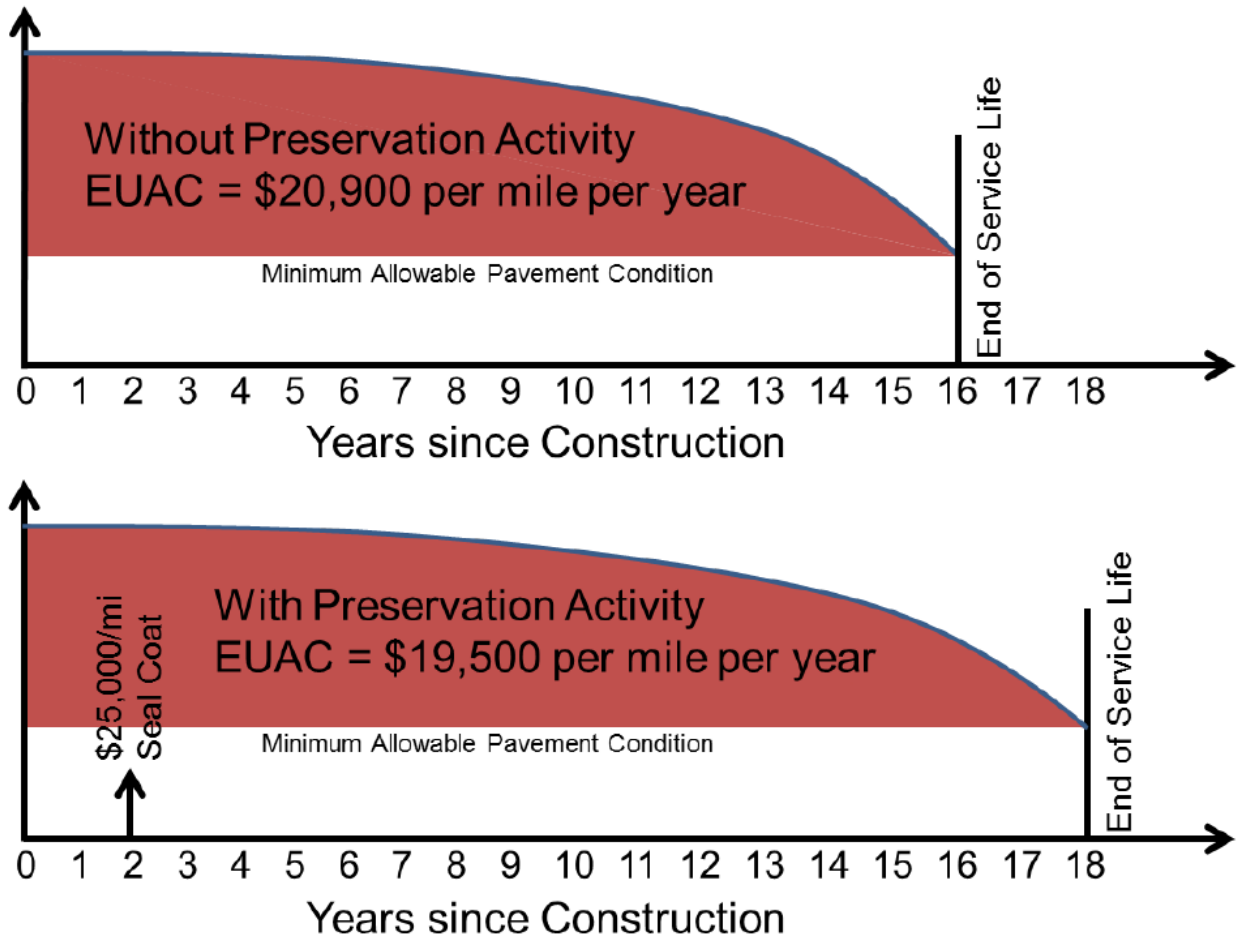 Without Preservation Activity
EUAC = $20,900 per mile per year
Minimum Allowable Pavement Condition
End of Service Life
0 1 2 3 4 5 6 7 8 9 10 11 12 13 14 15 16 17 18
Years since Construction
$25,000/mi
Seal Coat
With Preservation Activity
EUAC = $19,500 per mile per year
Minimum Allowable Pavement Condition
End of Service Life
0 1 2 3 4 5 6 7 8 9 10 11 12 13 14 15 16 17 18
Years since Construction